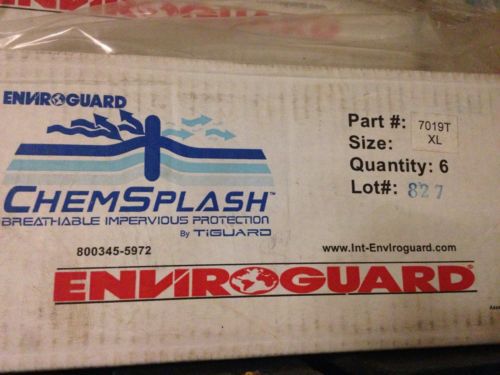 ENVIROGUARD
ENVIROGUARD
CHEMSPLASH™
BREATHABLE IMPERVIOUS PROTECTION
By TIGUARD
Part #: 7019T
Size: XL
Quantity: 6
Lot#: 827
800345-5972
www.Int-Enviroguard.com
ENVIROGUARD®